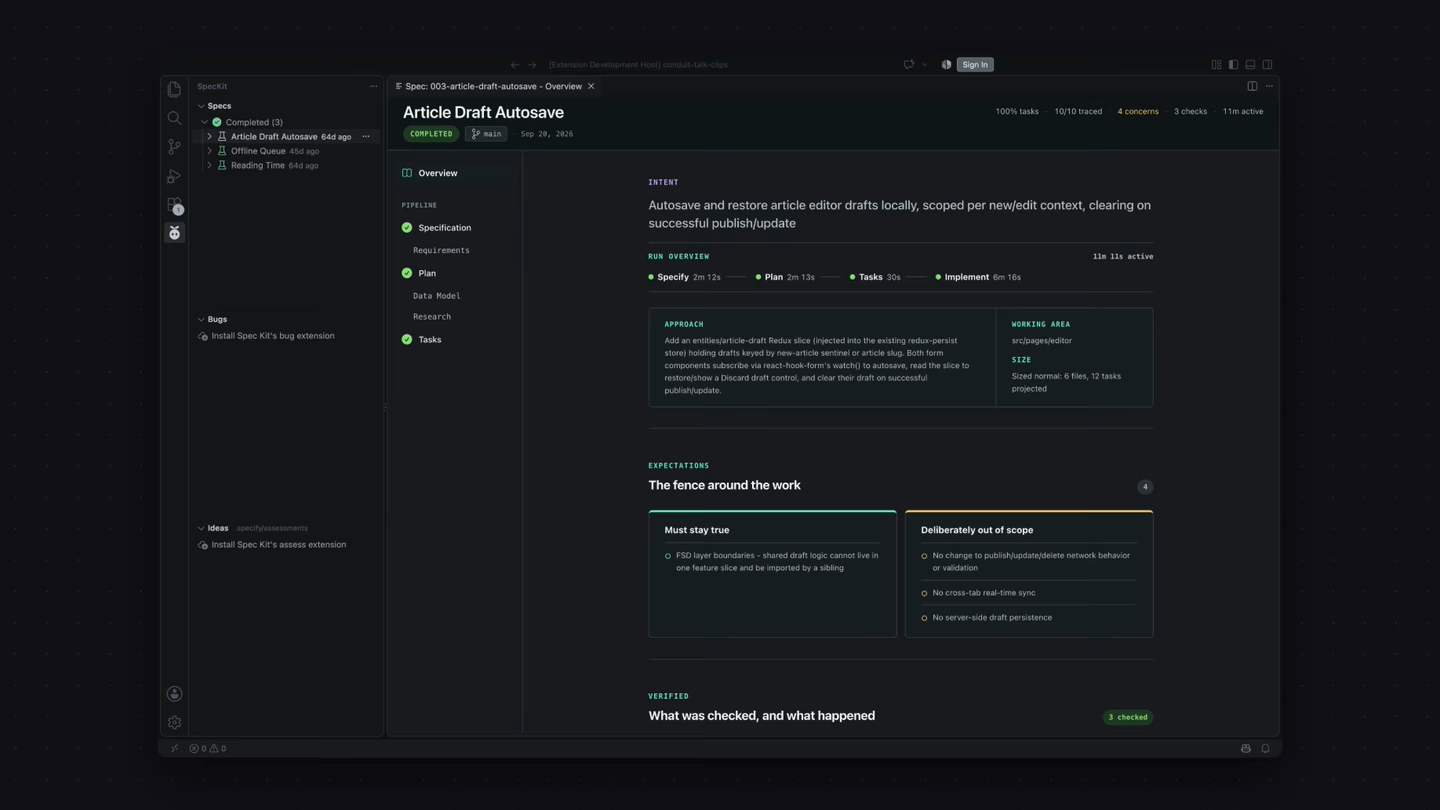 [Extension Development Host] conduit-talk-clips
Sign In
SpecKit
Specs
Completed (3)
Article Draft Autosave 64d ago
Offline Queue 45d ago
Reading Time 64d ago
1
Bugs
Install Spec Kit's bug extension
Ideas .specify/assessments
Install Spec Kit's assess extension
Spec: 003-article-draft-autosave - Overview
Article Draft Autosave
COMPLETED main · Sep 20, 2026
100% tasks · 10/10 traced · 4 concerns · 3 checks · 11m active
Overview
PIPELINE
Specification
Requirements
Plan
Data Model
Research
Tasks
INTENT
Autosave and restore article editor drafts locally, scoped per new/edit context, clearing on
successful publish/update
RUN OVERVIEW
11m 11s active
Specify 2m 12s
Plan 2m 13s
Tasks 30s
Implement 6m 16s
APPROACH
Add an entities/article-draft Redux slice (injected into the existing redux-persist
store) holding drafts keyed by new-article sentinel or article slug. Both form
components subscribe via react-hook-form's watch() to autosave, read the slice to
restore/show a Discard draft control, and clear their draft on successful
publish/update.
WORKING AREA
src/pages/editor
SIZE
Sized normal: 6 files, 12 tasks
projected
EXPECTATIONS
The fence around the work
4
Must stay true
FSD layer boundaries - shared draft logic cannot live in
one feature slice and be imported by a sibling
Deliberately out of scope
No change to publish/update/delete network behavior
or validation
No cross-tab real-time sync
No server-side draft persistence
VERIFIED
What was checked, and what happened
3 checked
0 0